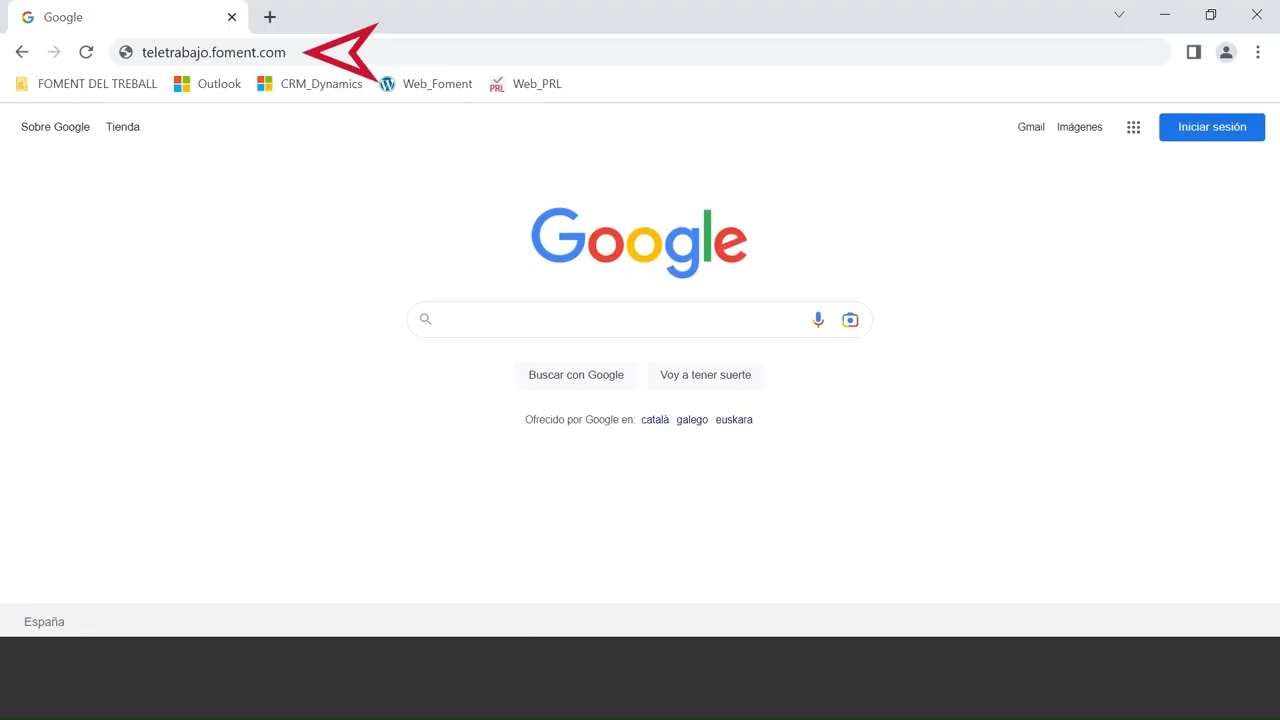 Google
teletrabajo.foment.com
FOMENT DEL TREBALL Outlook CRM_Dynamics Web_Foment PRL Web_PRL
Sobre Google Tienda Gmail Imágenes Iniciar sesión
Google
Buscar con Google Voy a tener suerte
Ofrecido por Google en: català galego euskara
España